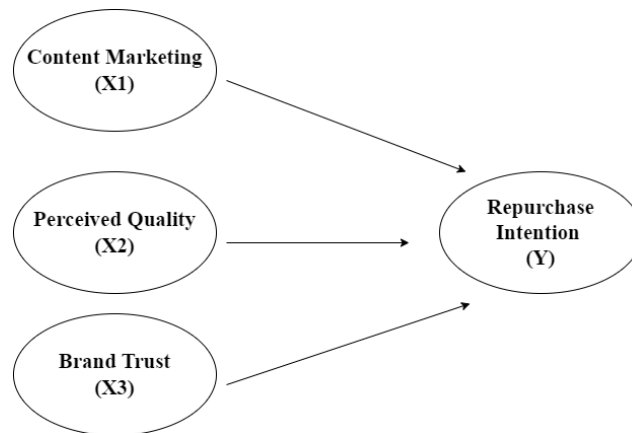 Content Marketing
(X1)
Perceived Quality
(X2)
Repurchase
Intention
(Y)
Brand Trust
(X3)